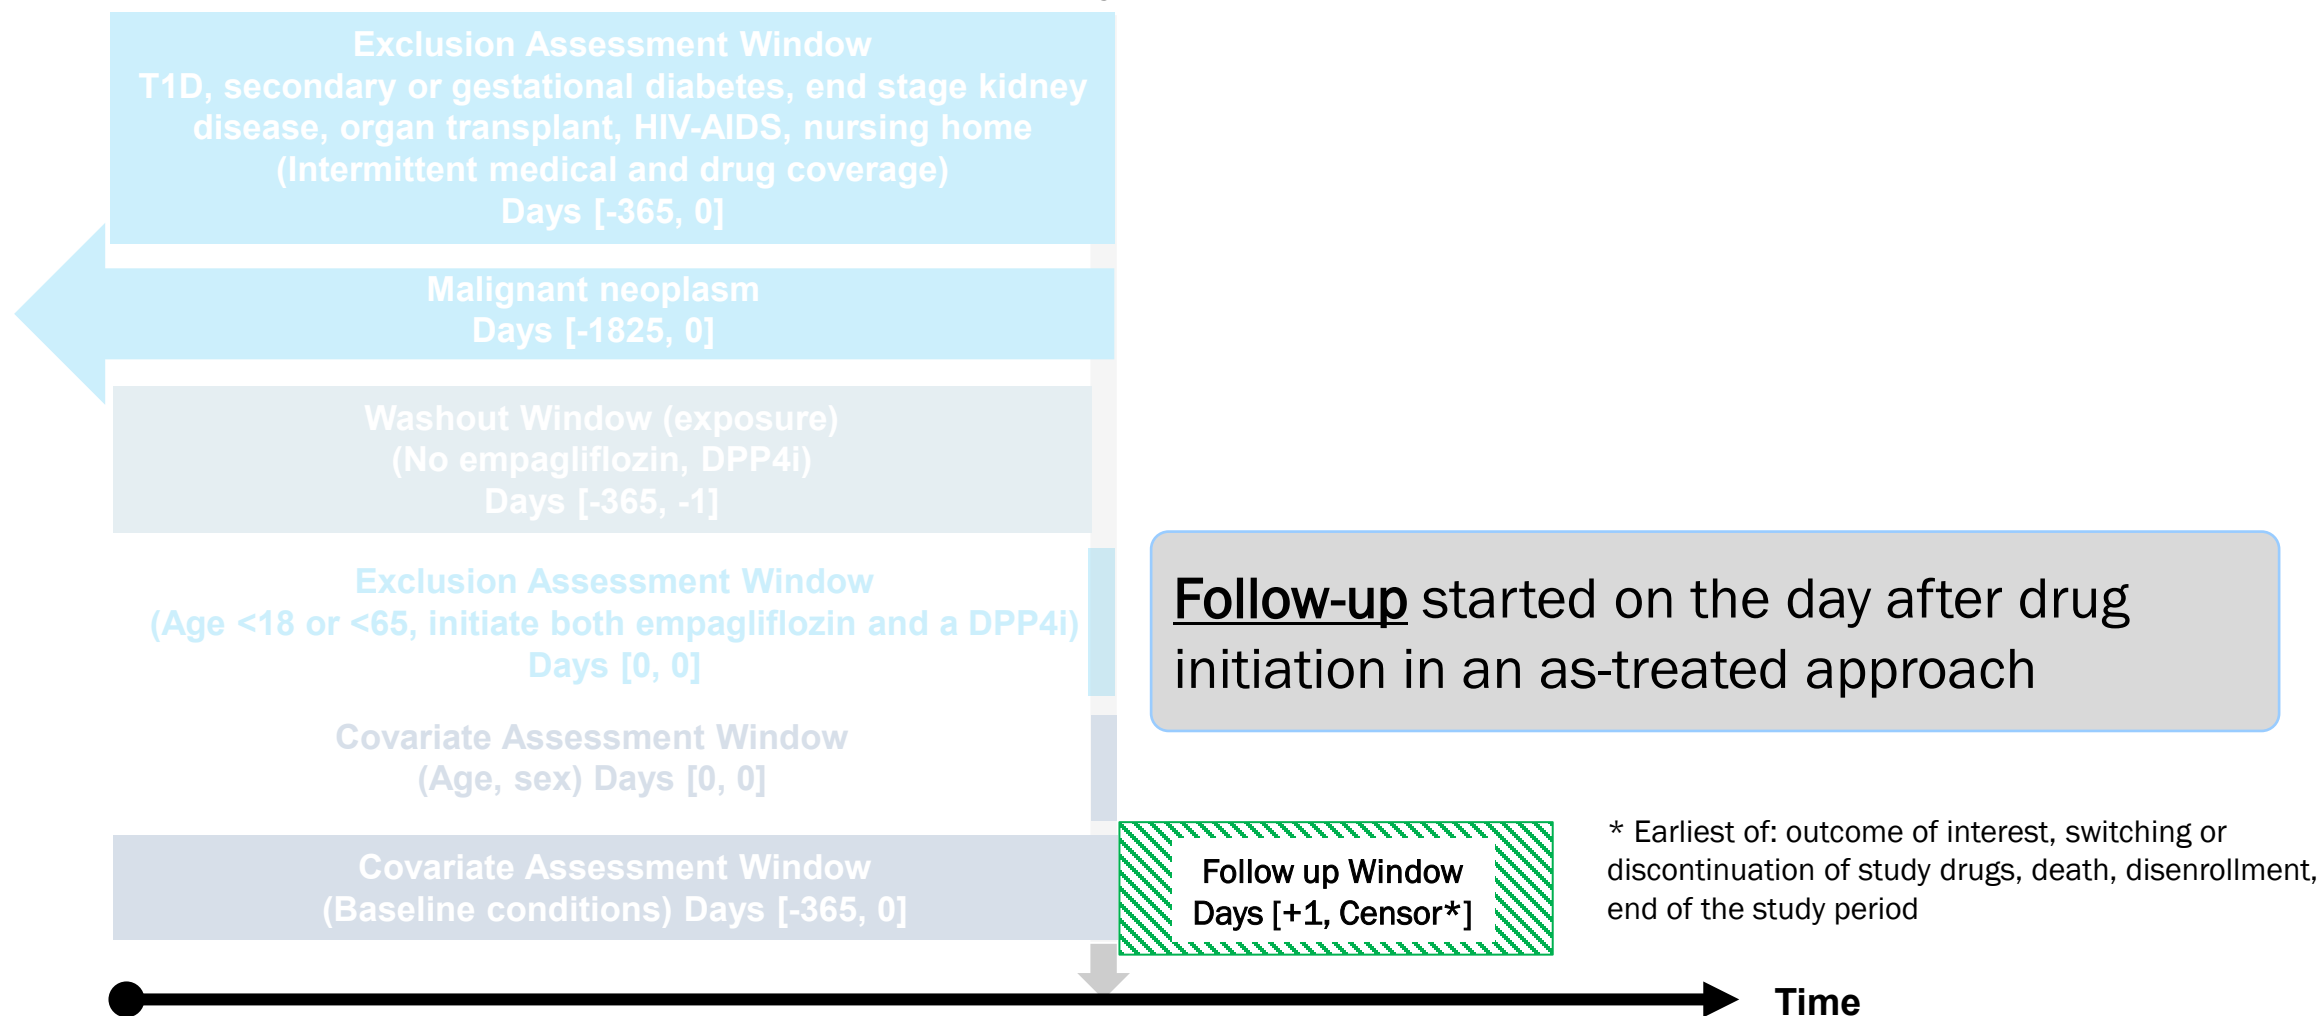 Exclusion Assessment Window
T1D, secondary or gestational diabetes, end stage kidney
disease, organ transplant, HIV-AIDS, nursing home
(Intermittent medical and drug coverage)
Days [-365, 0]
Malignant neoplasm
Days [-1825, 0]
Washout Window (exposure)
(No empagliflozin, DPP4i)
Days [-365, -1]
Exclusion Assessment Window
(Age <18 or <65, initiate both empagliflozin and a DPP4i)
Days [0, 0]
Follow-up started on the day after drug
initiation in an as-treated approach
Covariate Assessment Window
(Age, sex) Days [0, 0]
Covariate Assessment Window
(Baseline conditions) Days [-365, 0]
Follow up Window
Days [+1, Censor*]
* Earliest of: outcome of interest, switching or
discontinuation of study drugs, death, disenrollment,
end of the study period
Time